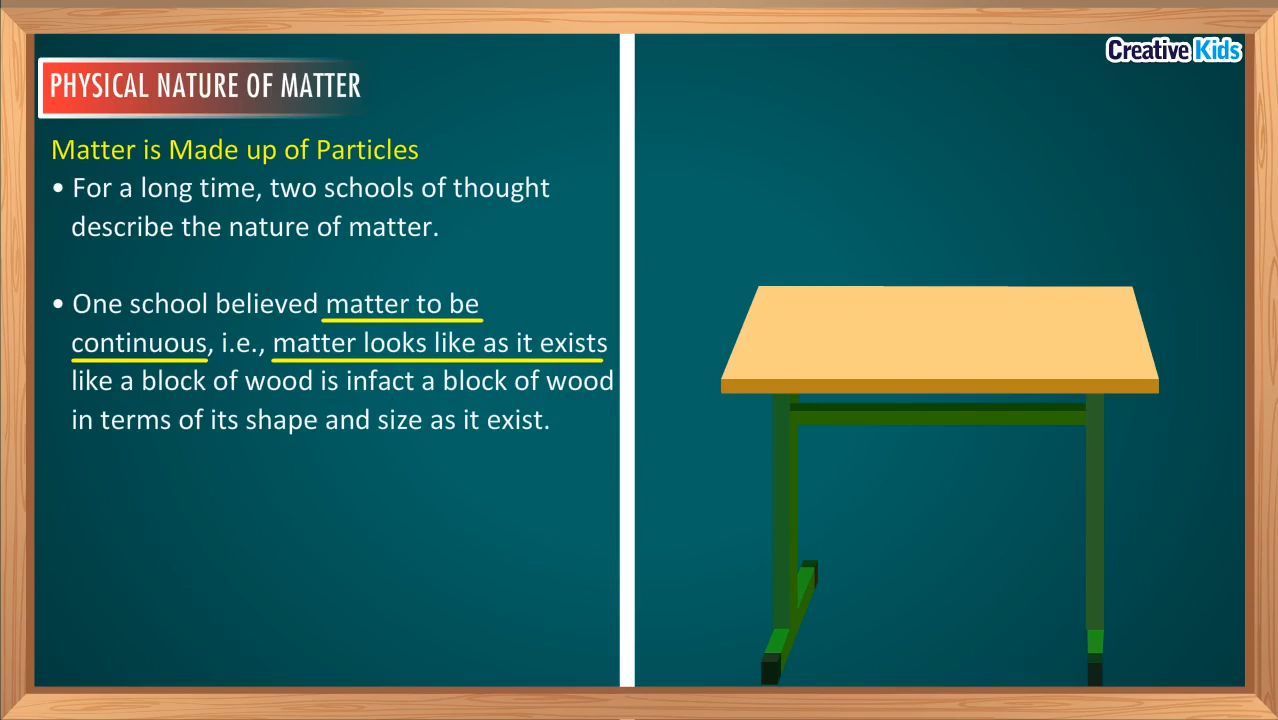 Creative Kids
PHYSICAL NATURE OF MATTER
Matter is Made up of Particles
• For a long time, two schools of thought
describe the nature of matter.
• One school believed matter to be
continuous, i.e., matter looks like as it exists
like a block of wood is infact a block of wood
in terms of its shape and size as it exist.